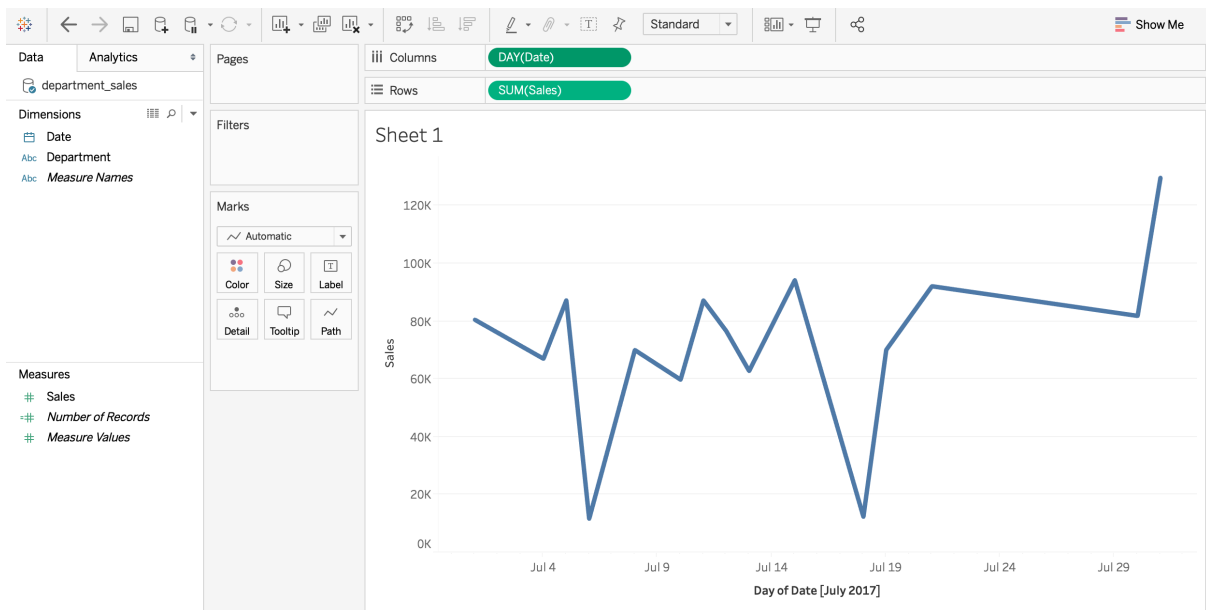 Standard
Show Me
Data
Analytics
department_sales
Dimensions
Date
Abc Department
Abc Measure Names
Measures
# Sales
=# Number of Records
# Measure Values
Pages
Filters
Marks
Automatic
Color
Size
T
Label
Detail
Tooltip
Path
Columns
DAY(Date)
Rows
SUM(Sales)
Sheet 1
Sales
120K
100K
80K
60K
40K
20K
0K
Jul 4
Jul 9
Jul 14
Jul 19
Jul 24
Jul 29
Day of Date [July 2017]